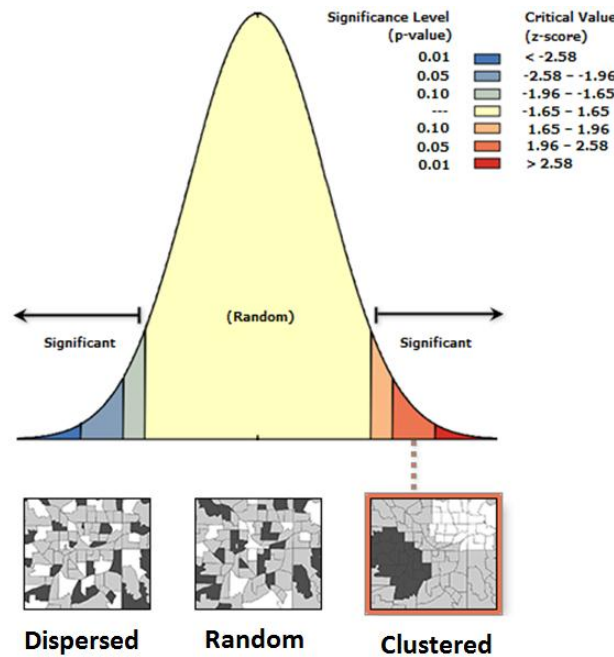 Significance Level Critical Value
(p-value) (z-score)
0.01 < -2.58
0.05 -2.58 – -1.96
0.10 -1.96 – -1.65
--- -1.65 – 1.65
0.10 1.65 – 1.96
0.05 1.96 – 2.58
0.01 > 2.58
(Random)
Significant Significant
Dispersed Random Clustered